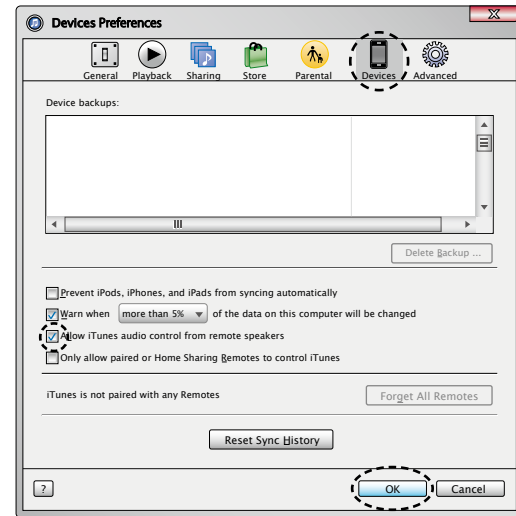 Devices Preferences
General Playback Sharing Store Parental Devices Advanced
Device backups:
Delete Backup ...
Prevent iPods, iPhones, and iPads from syncing automatically
Warn when more than 5% of the data on this computer will be changed
Allow iTunes audio control from remote speakers
Only allow paired or Home Sharing Remotes to control iTunes
iTunes is not paired with any Remotes Forget All Remotes
Reset Sync History
? OK Cancel